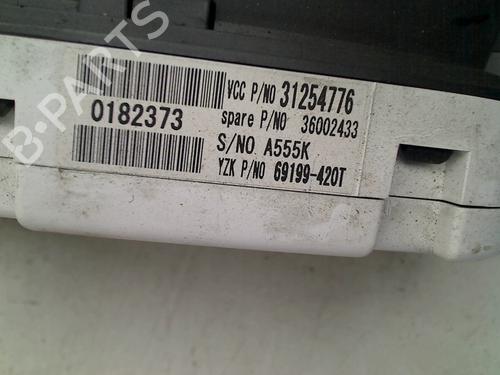 B-PARTS
VCC P/NO 31254776
0182373
spare P/NO 36002433
S/NO A555K
YZK P/NO 69199-420T